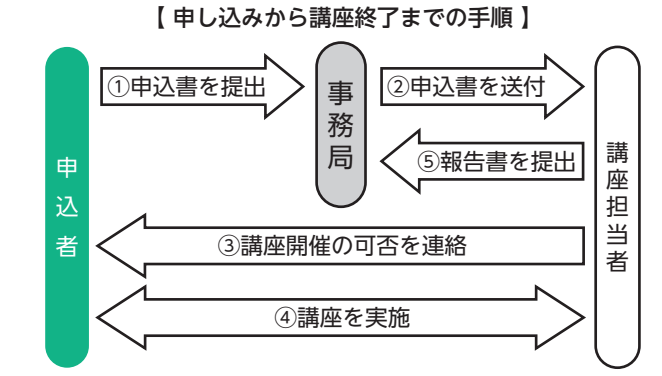 【 申し込みから講座終了までの手順 】
①申込書を提出
②申込書を送付
事務局
⑤報告書を提出
申込者
講座担当者
③講座開催の可否を連絡
④講座を実施